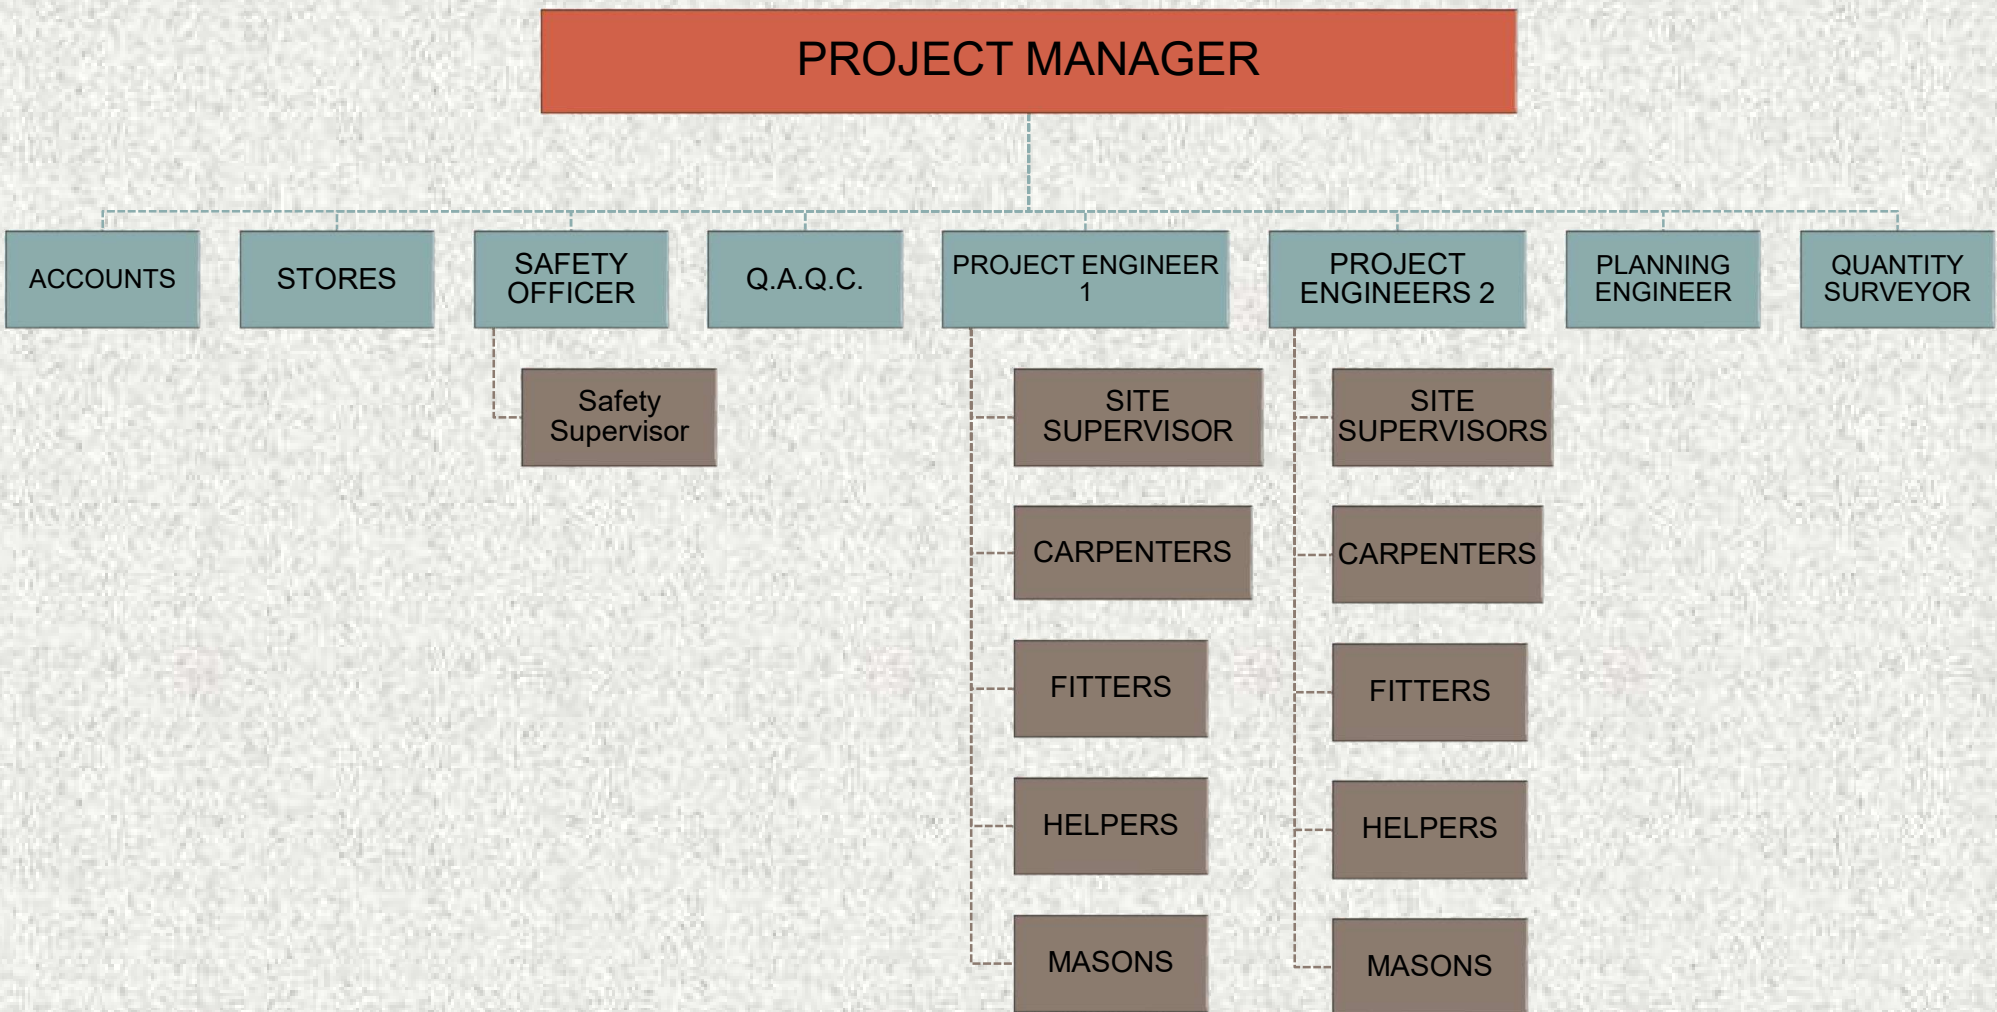 PROJECT MANAGER
ACCOUNTS
STORES
SAFETY
OFFICER
Q.A.Q.C.
PROJECT ENGINEER
1
PROJECT
ENGINEERS 2
PLANNING
ENGINEER
QUANTITY
SURVEYOR
Safety
Supervisor
SITE
SUPERVISOR
CARPENTERS
FITTERS
HELPERS
MASONS
SITE
SUPERVISORS
CARPENTERS
FITTERS
HELPERS
MASONS